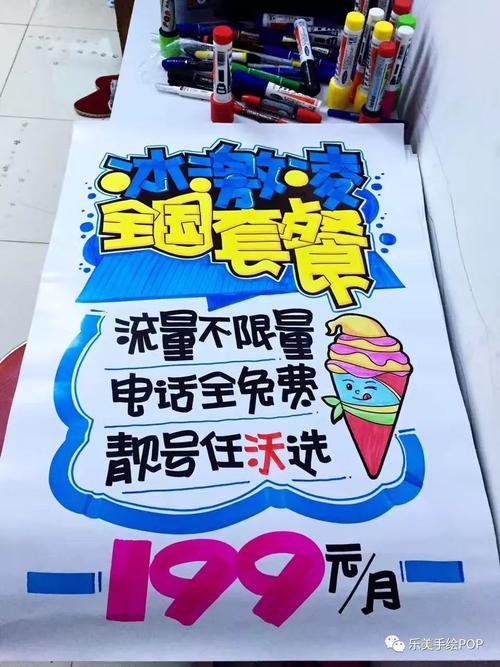 冰激凌
全国套餐
流量不限量
电话全免费
靓号任沃选
199元/月
乐美手绘POP